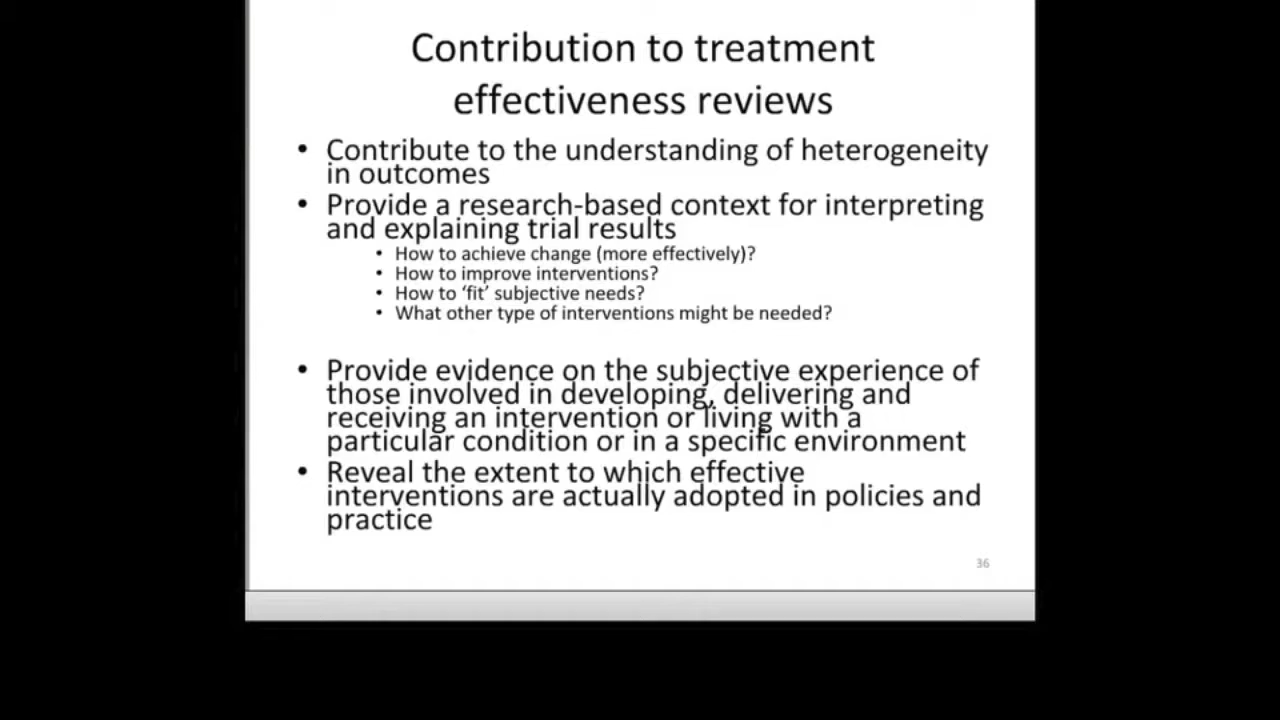 Contribution to treatment
effectiveness reviews
• Contribute to the understanding of heterogeneity
in outcomes
• Provide a research-based context for interpreting
and explaining trial results
• How to achieve change (more effectively)?
• How to improve interventions?
• How to ‘fit’ subjective needs?
• What other type of interventions might be needed?
• Provide evidence on the subjective experience of
those involved in developing, delivering and
receiving an intervention or living with a
particular condition or in a specific environment
• Reveal the extent to which effective
interventions are actually adopted in policies and
practice
36